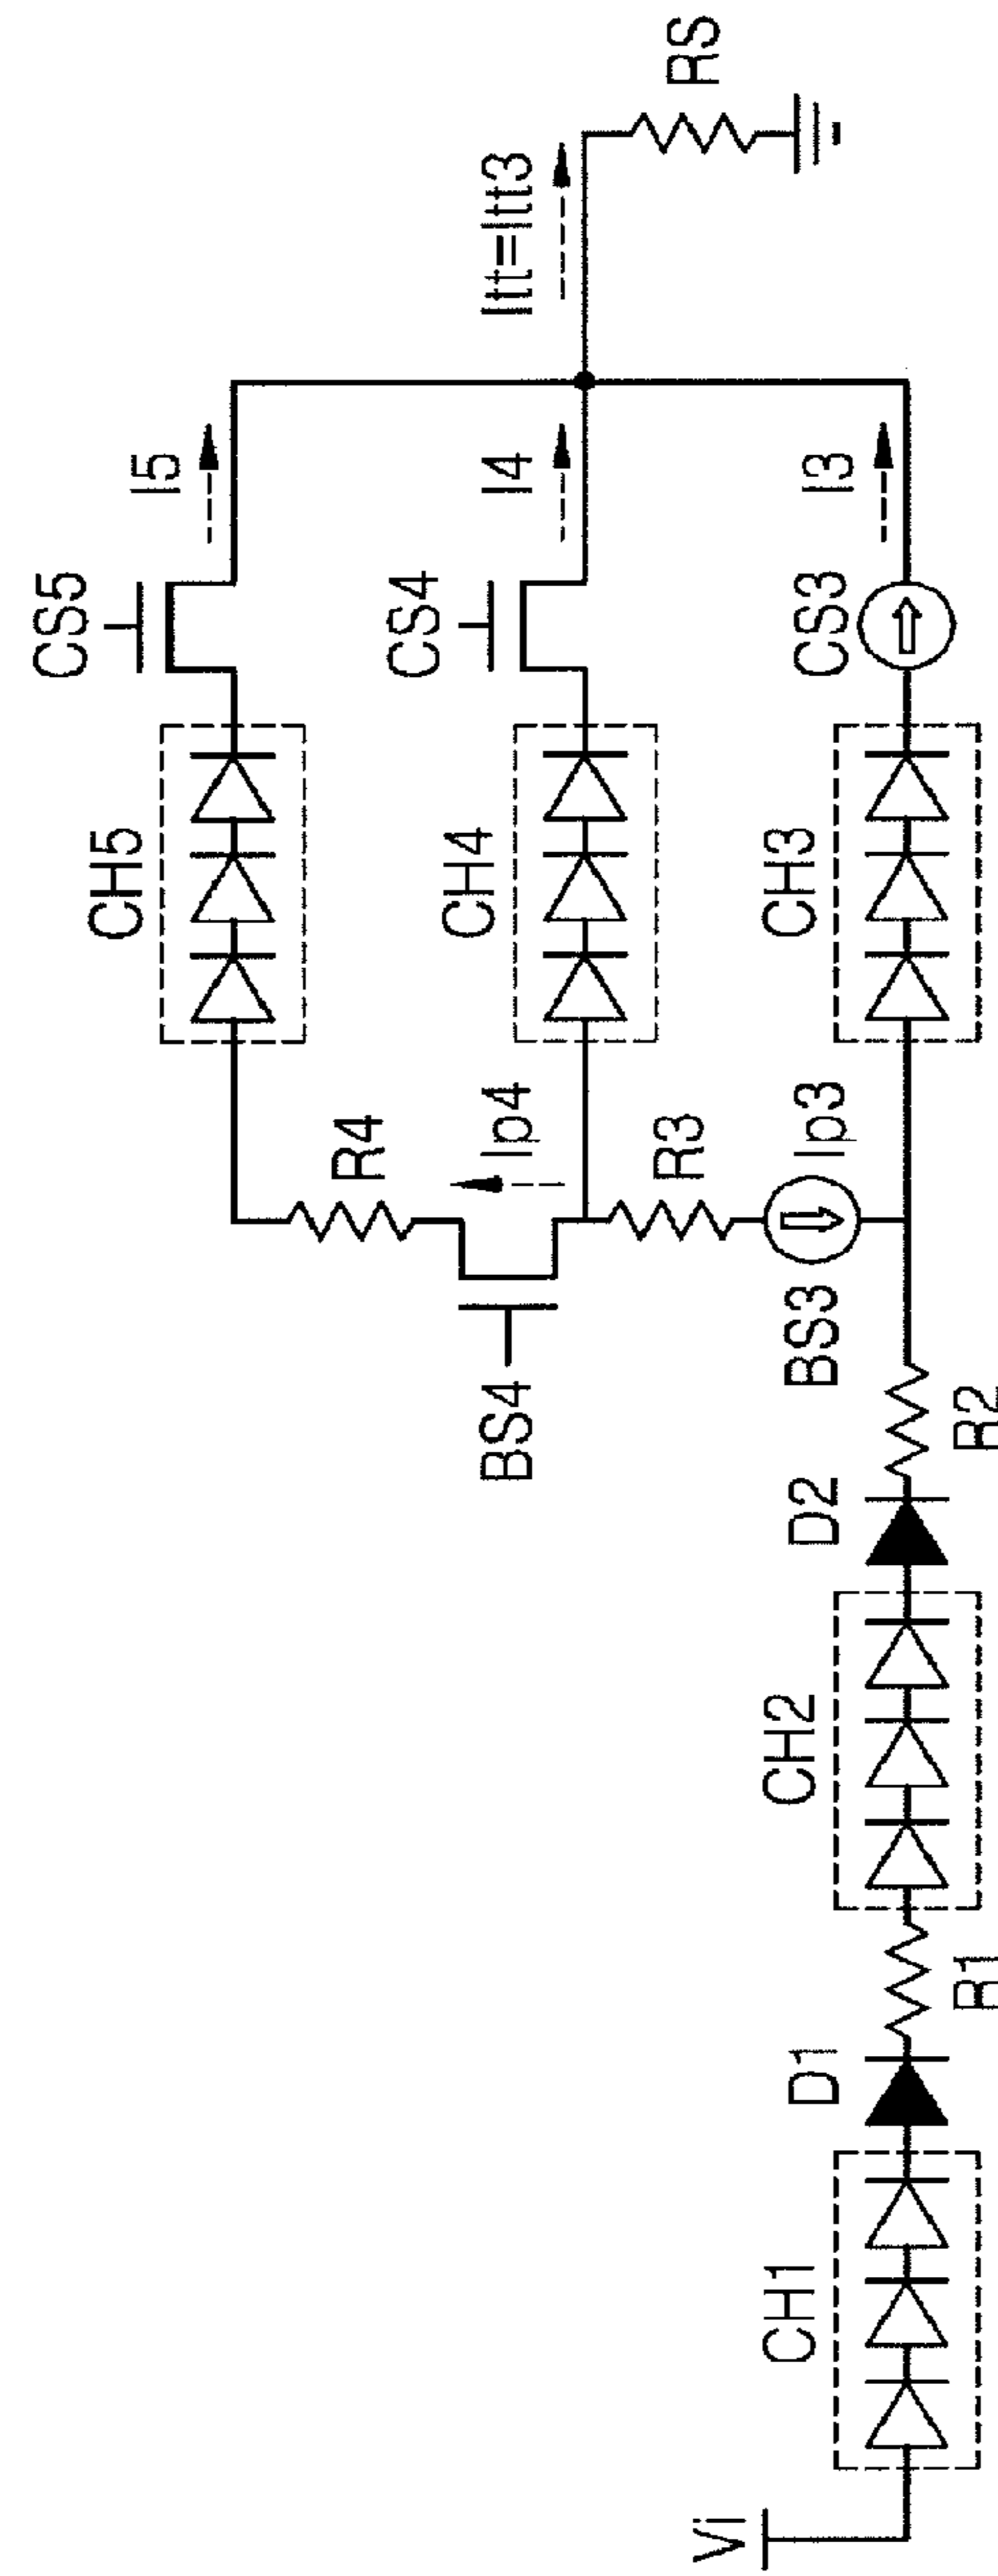 RS
Itt=Itt3
I5
I4
I3
CS5
CS4
CS3
CH5
CH4
CH3
R4
Ip4
R3
Ip3
BS4
BS3
R2
D2
CH2
R1
D1
CH1
Vi